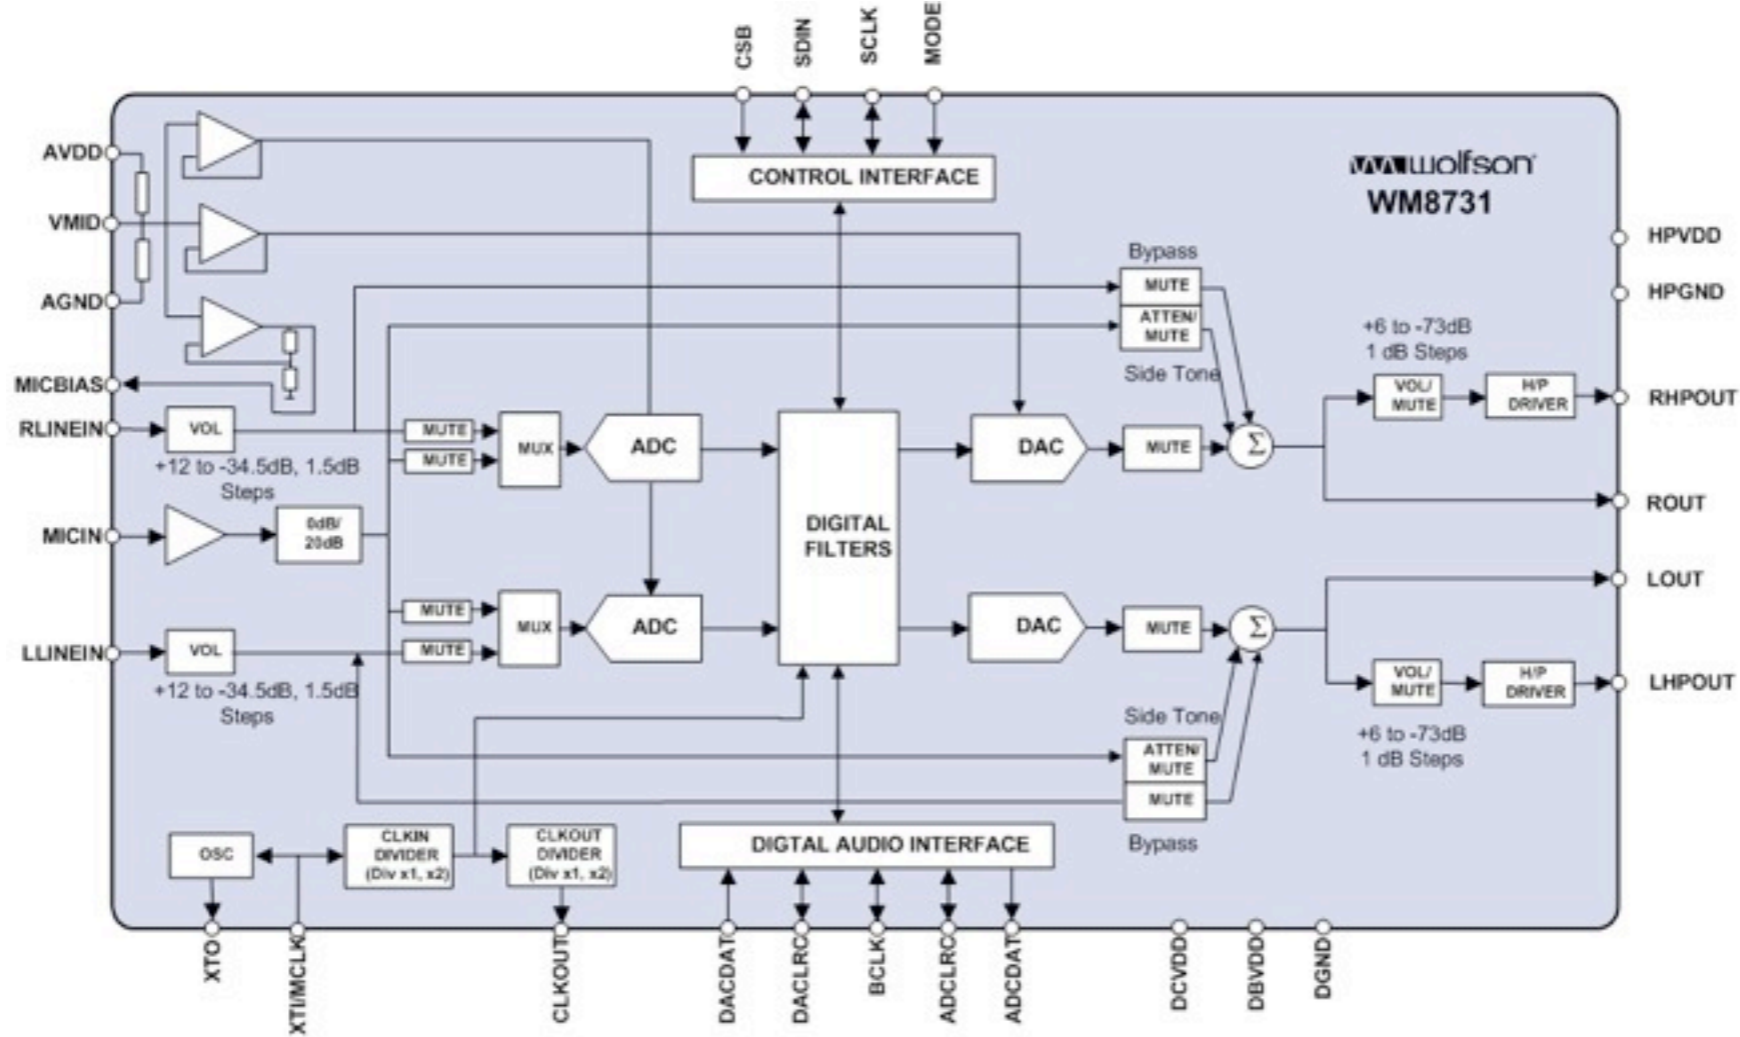 CSB
SDIN
SCLK
MODE
AVDD
VMID
AGND
MICBIAS
RLINEIN
MICIN
LLINEIN
CONTROL INTERFACE
wolfson
WM8731
HPVDD
HPGND
Bypass
MUTE
ATTEN/
MUTE
Side Tone
+6 to -73dB
1 dB Steps
VOL/
MUTE
H/P
DRIVER
RHPOUT
VOL
+12 to -34.5dB, 1.5dB
Steps
MUTE
MUTE
MUX
ADC
DAC
MUTE
Σ
ROUT
0dB/
20dB
DIGITAL
FILTERS
LOUT
MUTE
MUTE
MUX
ADC
DAC
MUTE
Σ
VOL
+12 to -34.5dB, 1.5dB
Steps
VOL/
MUTE
H/P
DRIVER
LHPOUT
+6 to -73dB
1 dB Steps
Side Tone
ATTEN/
MUTE
MUTE
Bypass
OSC
CLKIN
DIVIDER
(Div x1, x2)
CLKOUT
DIVIDER
(Div x1, x2)
DIGTAL AUDIO INTERFACE
XTO
XTI/MCLK
CLKOUT
DACDAT
DACLRC
BCLK
ADCLRC
ADCDAT
DCVDD
DBVDD
DGND